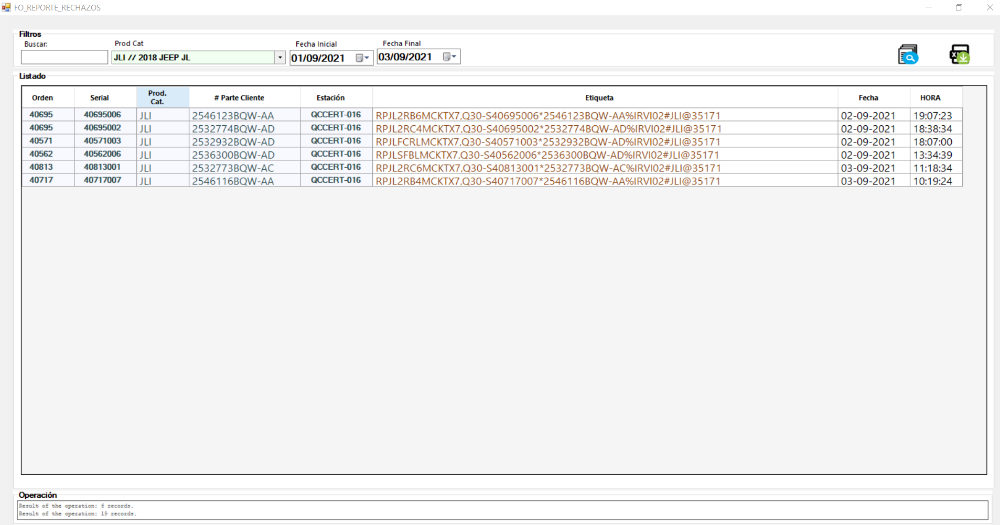 FO_REPORTE_RECHAZOS
Filtros
Buscar: Prod Cat Fecha Inicial Fecha Final
JLI // 2018 JEEP JL 01/09/2021 03/09/2021
Listado
Orden Serial Prod. Cat. # Parte Cliente Estación Etiqueta Fecha HORA
40695 40695006 JLI 2546123BQW-AA QCCERT-016 RPJL2RB6MCKTX7,Q30-S40695006*2546123BQW-AA%IRVI02#JLI@35171 02-09-2021 19:07:23
40695 40695002 JLI 2532774BQW-AD QCCERT-016 RPJL2RC4MCKTX7,Q30-S40695002*2532774BQW-AD%IRVI02#JLI@35171 02-09-2021 18:38:34
40571 40571003 JLI 2532932BQW-AD QCCERT-016 RPJLFCRLMCKTX7,Q30-S40571003*2532932BQW-AD%IRVI02#JLI@35171 02-09-2021 18:07:00
40562 40562006 JLI 2536300BQW-AD QCCERT-016 RPJLSFBLMCKTX7,Q30-S40562006*2536300BQW-AD%IRVI02#JLI@35171 02-09-2021 13:34:39
40813 40813001 JLI 2532773BQW-AC QCCERT-016 RPJL2RC6MCKTX7,Q30-S40813001*2532773BQW-AC%IRVI02#JLI@35171 03-09-2021 11:18:34
40717 40717007 JLI 2546116BQW-AA QCCERT-016 RPJL2RB4MCKTX7,Q30-S40717007*2546116BQW-AA%IRVI02#JLI@35171 03-09-2021 10:19:24
Operación
Result of the operation: 6 records.
Result of the operation: 19 records.